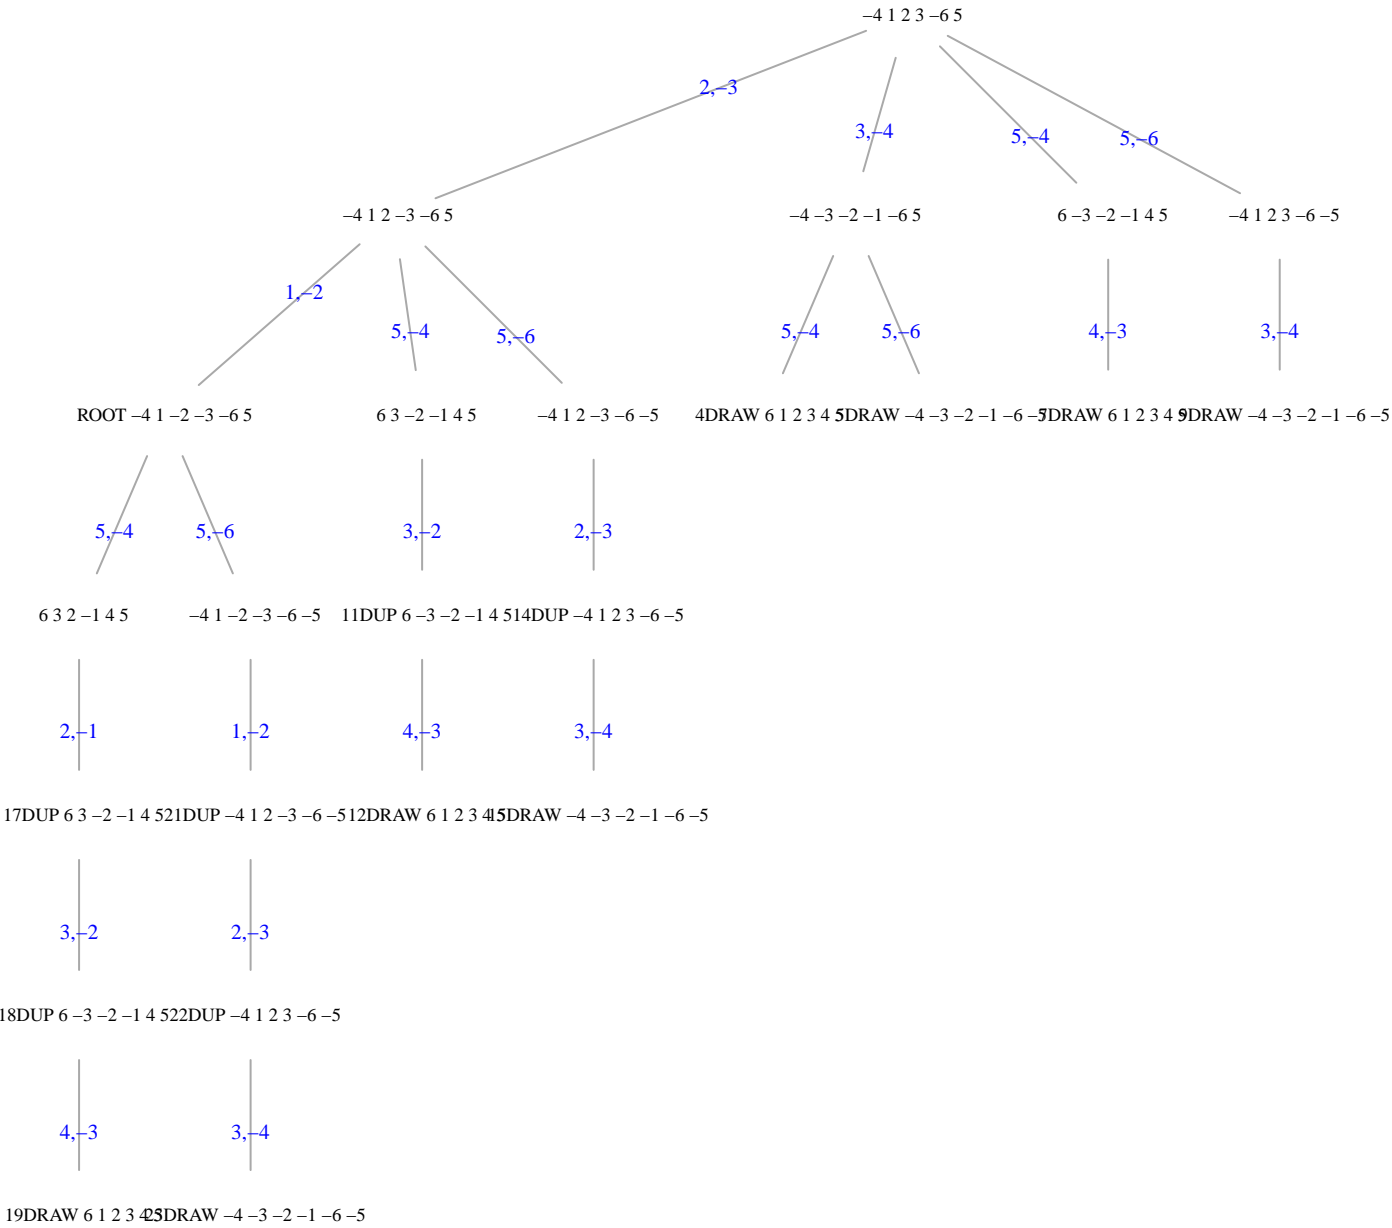 −4 1 2 3 −6 5
2,−3
3,−4
5,−4
5,−6
−4 1 2 −3 −6 5
−4 −3 −2 −1 −6 5
6 −3 −2 −1 4 5
−4 1 2 3 −6 −5
1,−2
5,−4
5,−6
5,−4
5,−6
4,−3
3,−4
ROOT −4 1 −2 −3 −6 5
6 3 −2 −1 4 5
−4 1 2 −3 −6 −5
4DRAW 6 1 2 3 4 5
5DRAW −4 −3 −2 −1 −6 −5
7DRAW 6 1 2 3 4 5
9DRAW −4 −3 −2 −1 −6 −5
5,−4
5,−6
3,−2
2,−3
6 3 2 −1 4 5
−4 1 −2 −3 −6 −5
11DUP 6 −3 −2 −1 4 5
14DUP −4 1 2 3 −6 −5
2,−1
1,−2
4,−3
3,−4
17DUP 6 3 −2 −1 4 5
21DUP −4 1 2 −3 −6 −5
12DRAW 6 1 2 3 4 5
15DRAW −4 −3 −2 −1 −6 −5
3,−2
2,−3
18DUP 6 −3 −2 −1 4 5
22DUP −4 1 2 3 −6 −5
4,−3
3,−4
19DRAW 6 1 2 3 4 5
23DRAW −4 −3 −2 −1 −6 −5